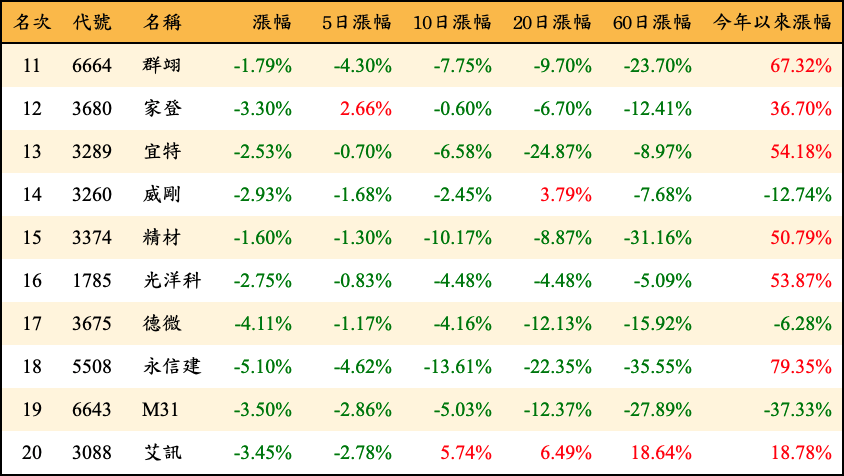 名次 代號 名稱 漲幅 5日漲幅 10日漲幅 20日漲幅 60日漲幅 今年以來漲幅
11 6664 群翊 -1.79% -4.30% -7.75% -9.70% -23.70% 67.32%
12 3680 家登 -3.30% 2.66% -0.60% -6.70% -12.41% 36.70%
13 3289 宜特 -2.53% -0.70% -6.58% -24.87% -8.97% 54.18%
14 3260 威剛 -2.93% -1.68% -2.45% 3.79% -7.68% -12.74%
15 3374 精材 -1.60% -1.30% -10.17% -8.87% -31.16% 50.79%
16 1785 光洋科 -2.75% -0.83% -4.48% -4.48% -5.09% 53.87%
17 3675 德微 -4.11% -1.17% -4.16% -12.13% -15.92% -6.28%
18 5508 永信建 -5.10% -4.62% -13.61% -22.35% -35.55% 79.35%
19 6643 M31 -3.50% -2.86% -5.03% -12.37% -27.89% -37.33%
20 3088 艾訊 -3.45% -2.78% 5.74% 6.49% 18.64% 18.78%